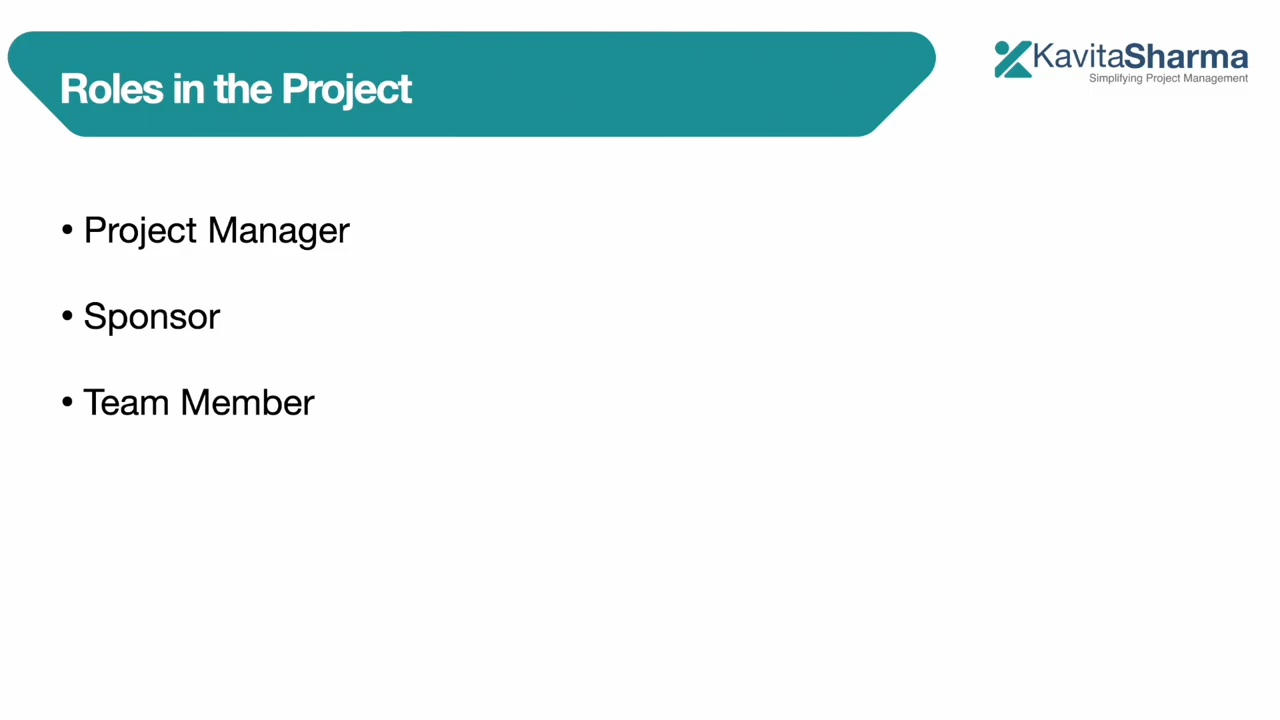 Roles in the Project
KavitaSharma
Simplifying Project Management
• Project Manager
• Sponsor
• Team Member